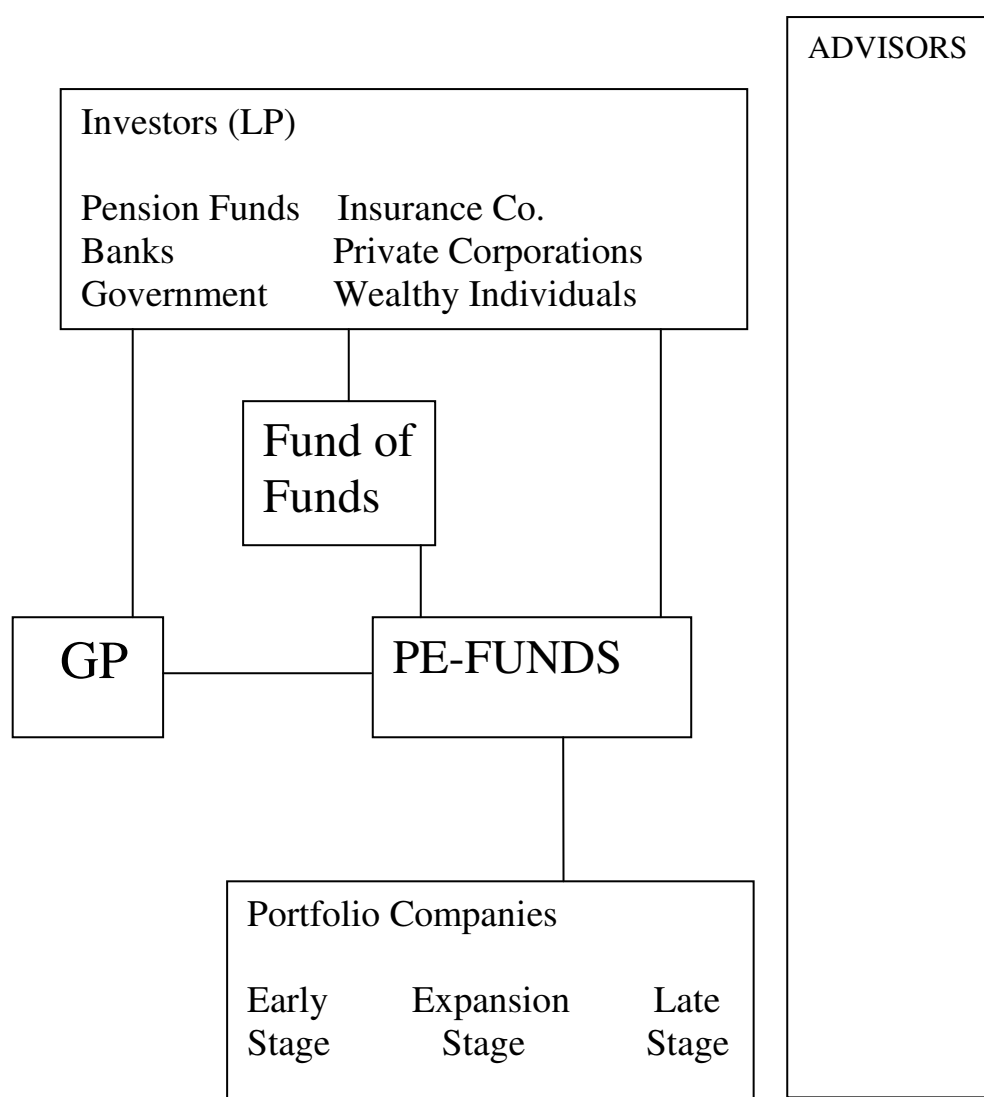 ADVISORS
Investors (LP)
Pension Funds Insurance Co.
Banks Private Corporations
Government Wealthy Individuals
Fund of
Funds
GP
PE-FUNDS
Portfolio Companies
Early Expansion Late
Stage Stage Stage